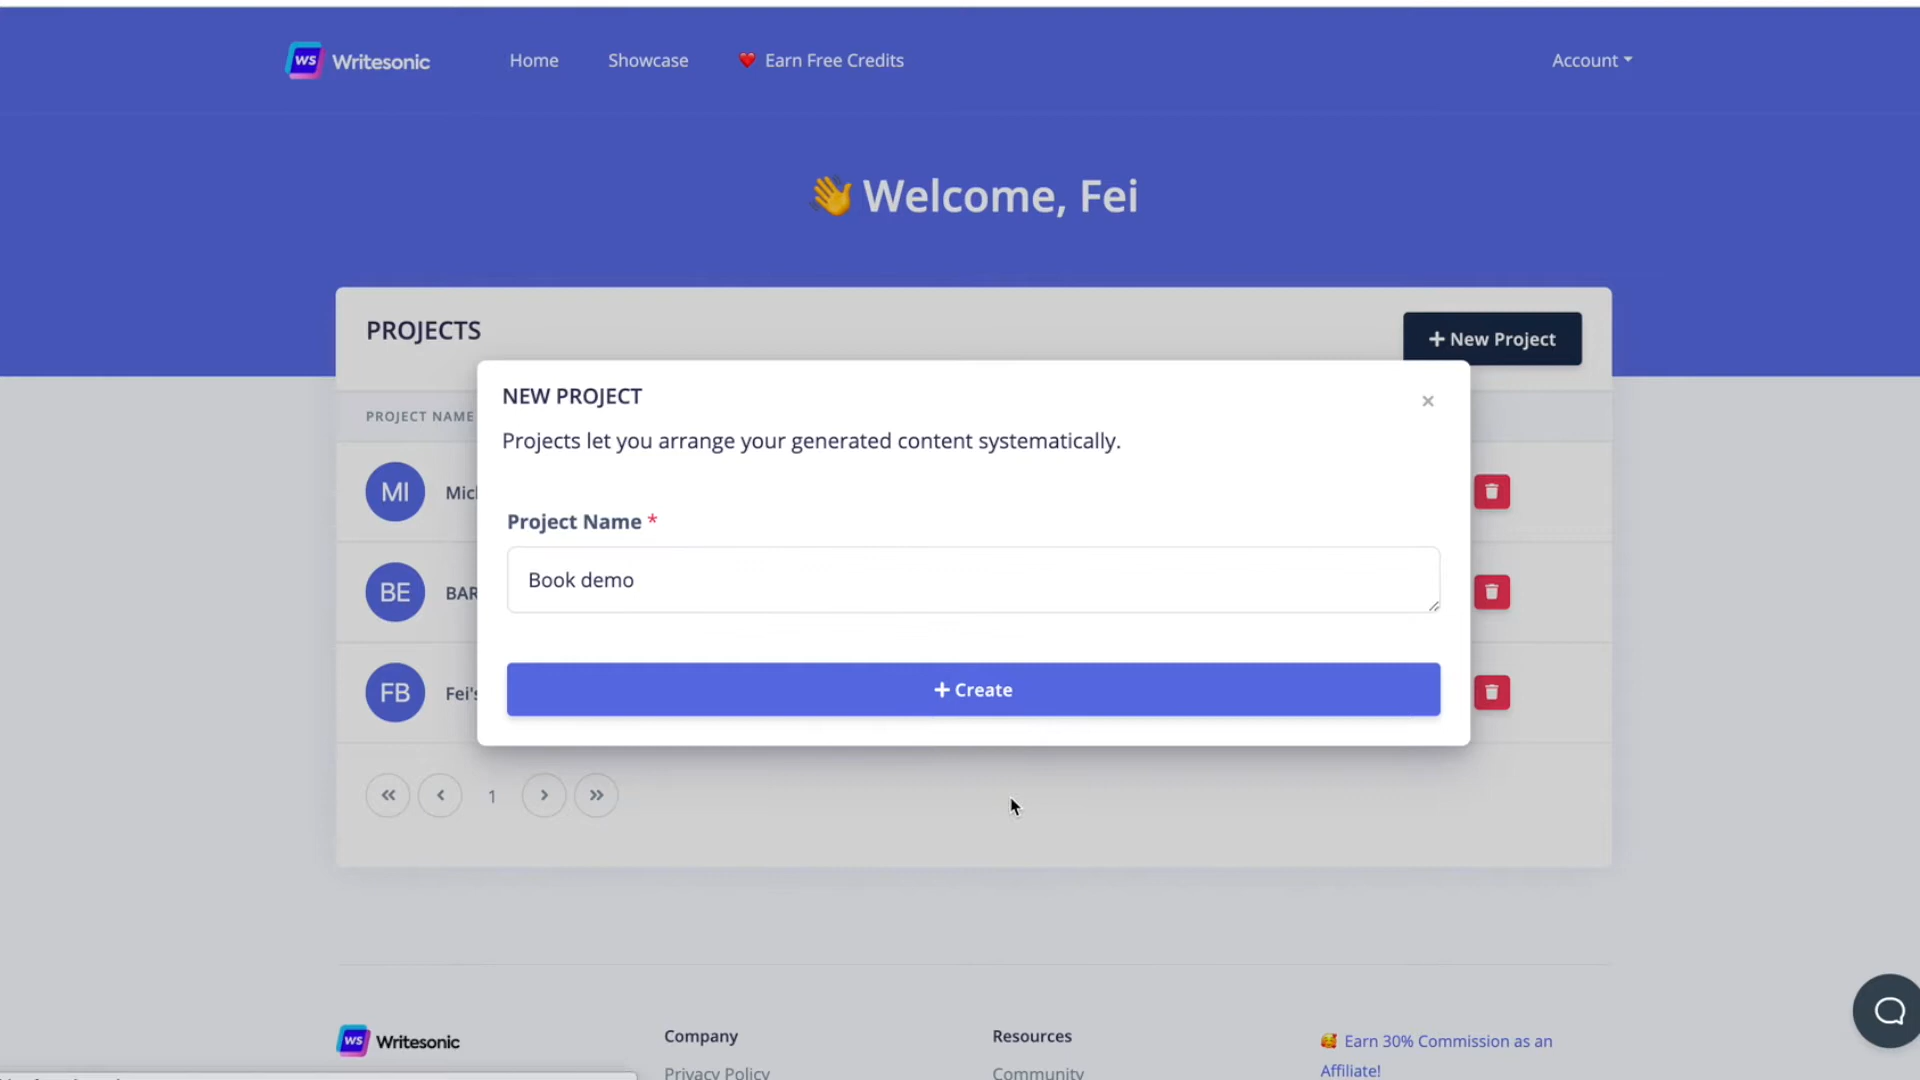 WS Writesonic Home Showcase Earn Free Credits Account
Welcome, Fei
PROJECTS
+ New Project
NEW PROJECT
×
Projects let you arrange your generated content systematically.
PROJECT NAME
MI
Project Name *
Book demo
BE BAR
+ Create
FB Fei's
« ‹ 1 › »
WS Writesonic
Company
Privacy Policy
Resources
Community
Earn 30% Commission as an
Affiliate!